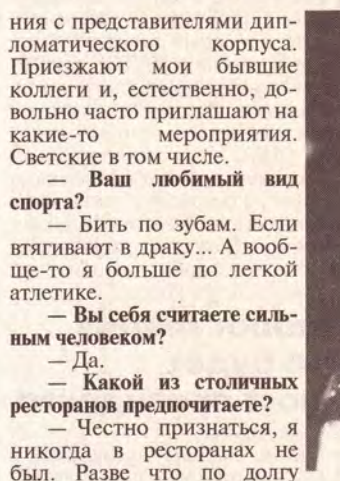 ния с представителями дип-
ломатического корпуса.
Приезжают мои бывшие
коллеги и, естественно, до-
вольно часто приглашают на
какие-то мероприятия.
Светские в том числе.
— Ваш любимый вид
спорта?
— Бить по зубам. Если
втягивают в драку... А вооб-
ще-то я больше по легкой
атлетике.
— Вы себя считаете силь-
ным человеком?
— Да.
— Какой из столичных
ресторанов предпочитаете?
— Честно признаться, я
никогда в ресторанах не
был. Разве что по долгу